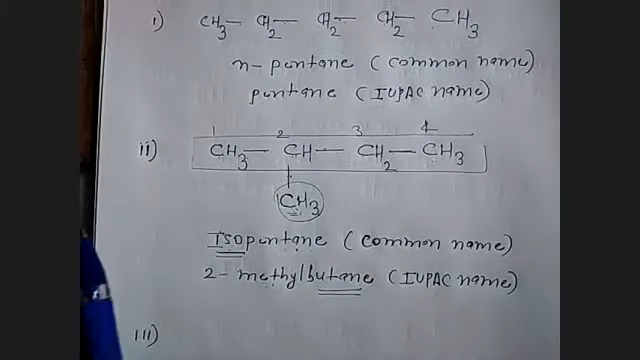 i) CH3— CH2— CH2— CH2— CH3
n-pentane (common name)
pentane (IUPAC name)
1 2 3 4
ii) CH3— CH— CH2— CH3
CH3
ISOpentane (common name)
2-methylbutane (IUPAC name)
iii)